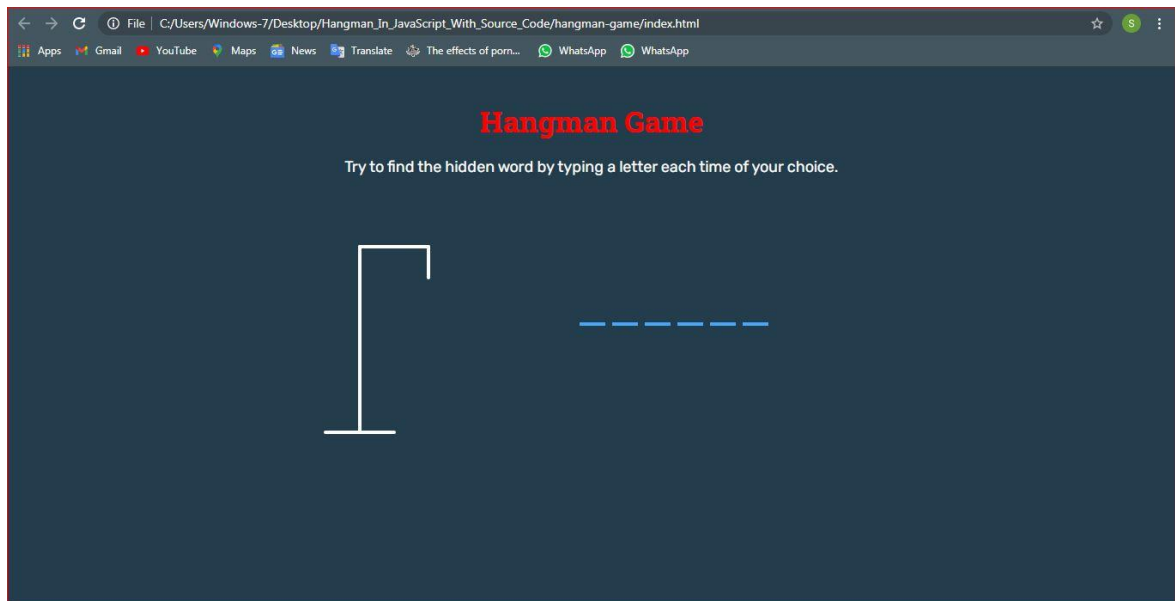 File | C:/Users/Windows-7/Desktop/Hangman_In_JavaScript_With_Source_Code/hangman-game/index.html S
Apps Gmail YouTube Maps News Translate The effects of porn... WhatsApp WhatsApp
Hangman Game
Try to find the hidden word by typing a letter each time of your choice.